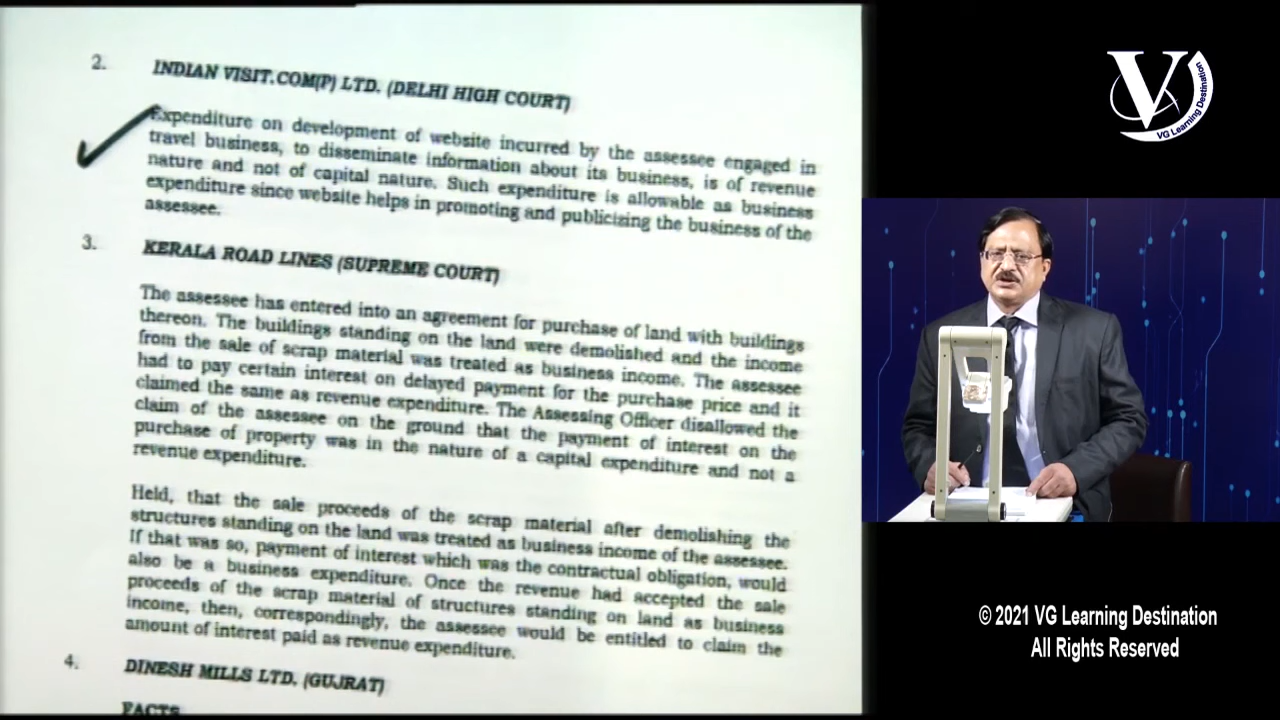 2. INDIAN VISIT.COM(P) LTD. (DELHI HIGH COURT)
Expenditure on development of website incurred by the assessee engaged in
travel business, to disseminate information about its business, is of revenue
nature and not of capital nature. Such expenditure is allowable as business
expenditure since website helps in promoting and publicizing the business of the
assessee.
3. KERALA ROAD LINES (SUPREME COURT)
The assessee has entered into an agreement for purchase of land with buildings
thereon. The buildings standing on the land were demolished and the income
from the sale of scrap material was treated as business income. The assessee
had to pay certain interest on delayed payment for the purchase price and it
claimed the same as revenue expenditure. The Assessing Officer disallowed the
claim of the assessee on the ground that the payment of interest on the
purchase of property was in the nature of a capital expenditure and not a
revenue expenditure.
Held, that the sale proceeds of the scrap material after demolishing the
structures standing on the land was treated as business income of the assessee.
If that was so, payment of interest which was the contractual obligation, would
also be a business expenditure. Once the revenue had accepted the sale
proceeds of the scrap material of structures standing on land as business
income, then, correspondingly, the assessee would be entitled to claim the
amount of interest paid as revenue expenditure.
4. DINESH MILLS LTD. (GUJRAT)
FACTS
V
VG Learning Destination
© 2021 VG Learning Destination
All Rights Reserved